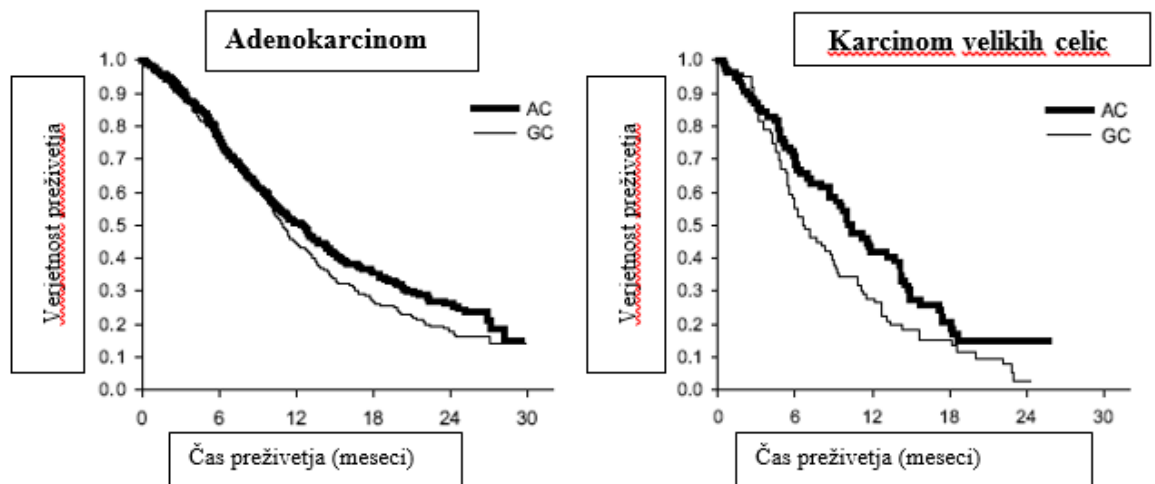 Adenokarcinom
Verjetnost preživetja
1.0
0.9
0.8
0.7
0.6
0.5
0.4
0.3
0.2
0.1
0.0
AC
GC
0 6 12 18 24 30
Čas preživetja (meseci)
Karcinom velikih celic
Verjetnost preživetja
1.0
0.9
0.8
0.7
0.6
0.5
0.4
0.3
0.2
0.1
0.0
AC
GC
0 6 12 18 24 30
Čas preživetja (meseci)